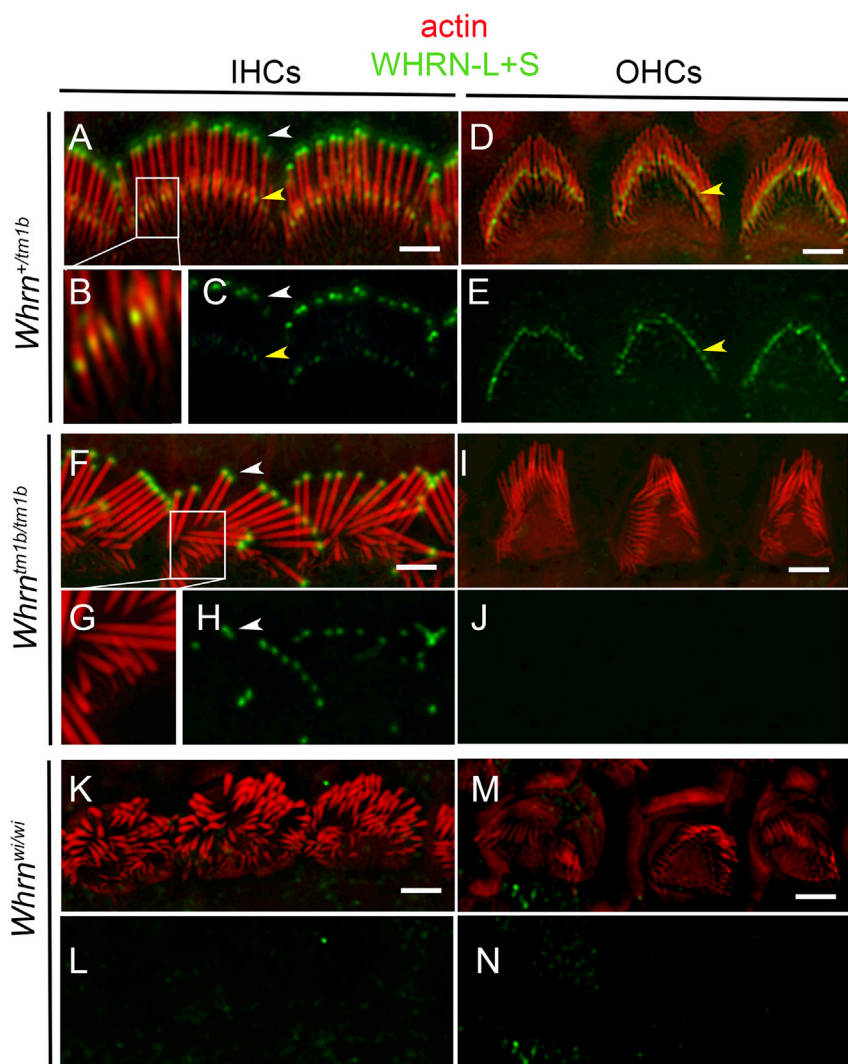 actin
WHRN-L+S
IHCs
OHCs
Whrn+/tm1b
A
D
B
C
E
Whrntm1b/tm1b
F
I
G
H
J
Whrnwi/wi
K
M
L
N